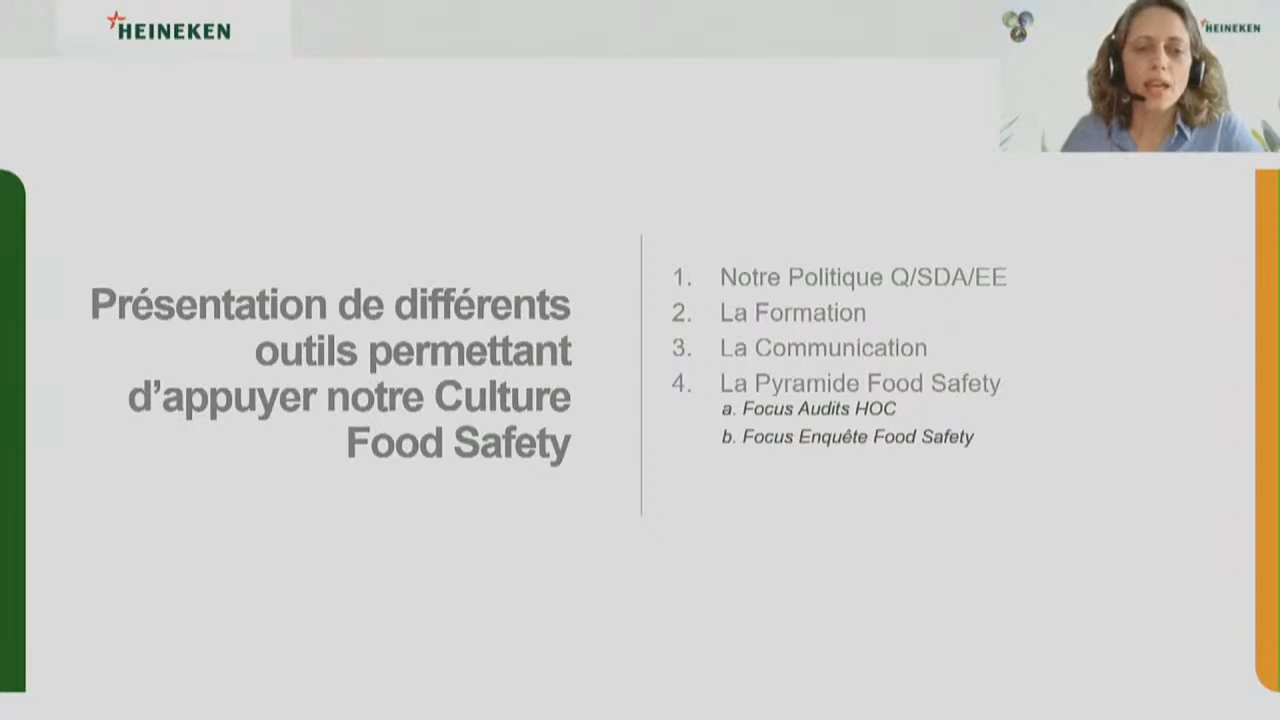 HEINEKEN
HEINEKEN
Présentation de différents
outils permettant
d'appuyer notre Culture
Food Safety
1. Notre Politique Q/SDA/EE
2. La Formation
3. La Communication
4. La Pyramide Food Safety
a. Focus Audits HOC
b. Focus Enquête Food Safety